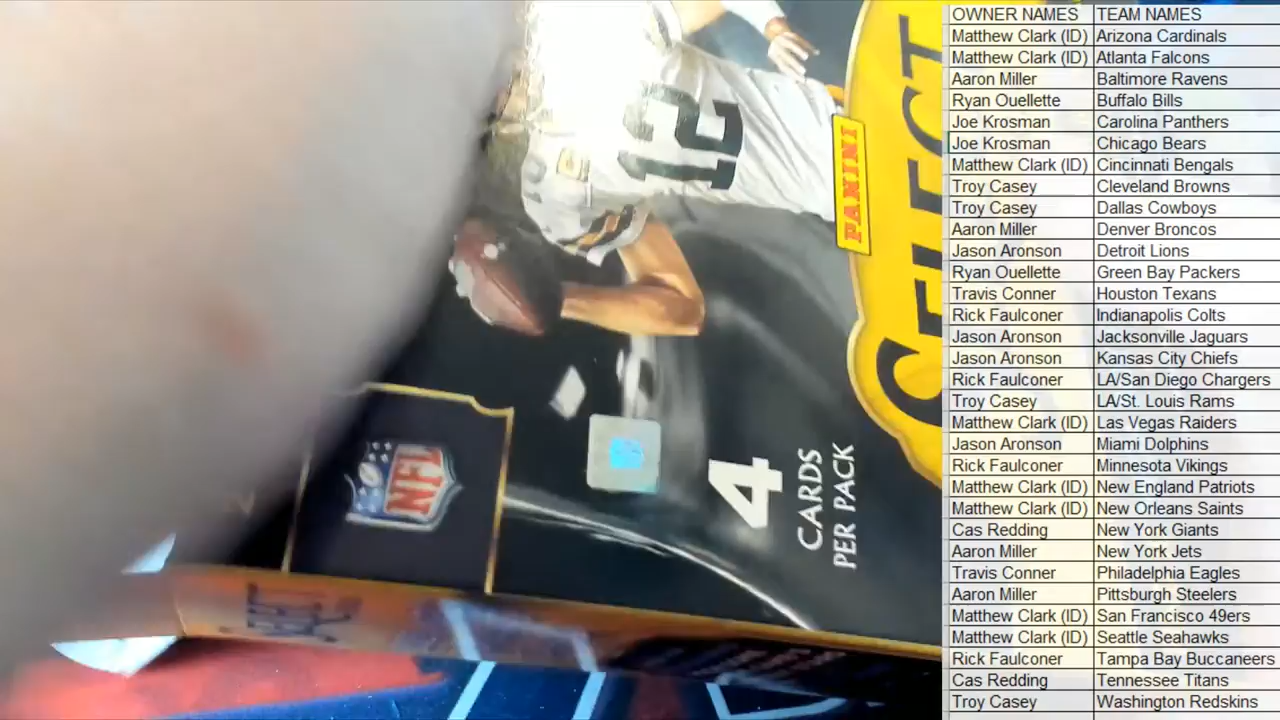 12
PANINI
SELECT
NFL
4
CARDS
PER PACK
OWNER NAMES TEAM NAMES
Matthew Clark (ID) Arizona Cardinals
Matthew Clark (ID) Atlanta Falcons
Aaron Miller Baltimore Ravens
Ryan Ouellette Buffalo Bills
Joe Krosman Carolina Panthers
Joe Krosman Chicago Bears
Matthew Clark (ID) Cincinnati Bengals
Troy Casey Cleveland Browns
Troy Casey Dallas Cowboys
Aaron Miller Denver Broncos
Jason Aronson Detroit Lions
Ryan Ouellette Green Bay Packers
Travis Conner Houston Texans
Rick Faulconer Indianapolis Colts
Jason Aronson Jacksonville Jaguars
Jason Aronson Kansas City Chiefs
Rick Faulconer LA/San Diego Chargers
Troy Casey LA/St. Louis Rams
Matthew Clark (ID) Las Vegas Raiders
Jason Aronson Miami Dolphins
Rick Faulconer Minnesota Vikings
Matthew Clark (ID) New England Patriots
Matthew Clark (ID) New Orleans Saints
Cas Redding New York Giants
Aaron Miller New York Jets
Travis Conner Philadelphia Eagles
Aaron Miller Pittsburgh Steelers
Matthew Clark (ID) San Francisco 49ers
Matthew Clark (ID) Seattle Seahawks
Rick Faulconer Tampa Bay Buccaneers
Cas Redding Tennessee Titans
Troy Casey Washington Redskins